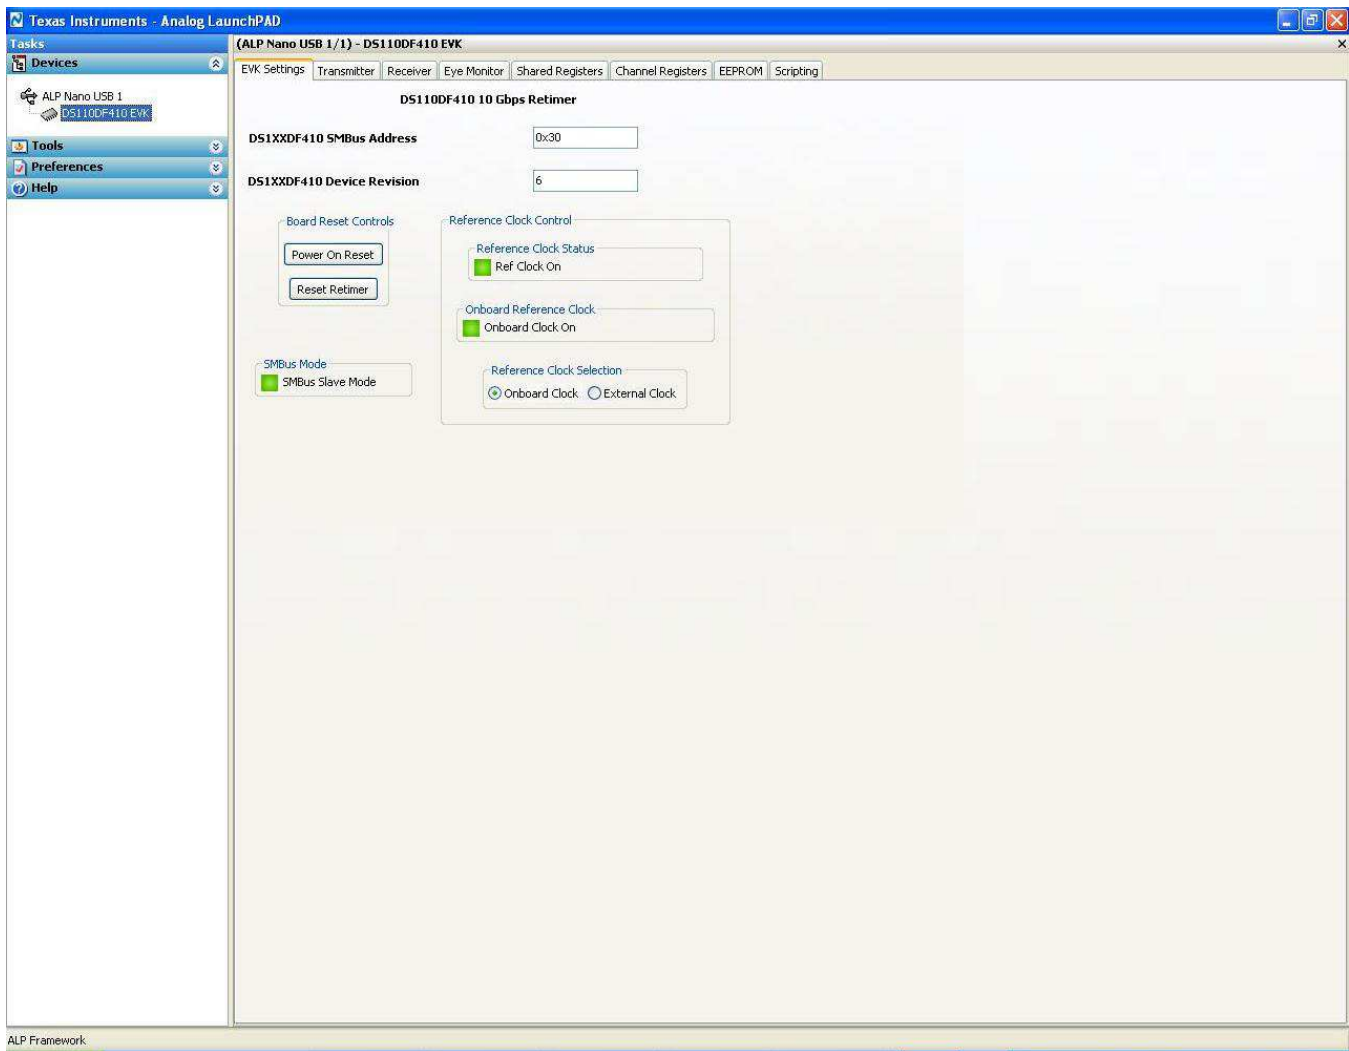 Texas Instruments - Analog LaunchPAD
Tasks
Devices
ALP Nano USB 1
DS110DF410 EVK
Tools
Preferences
Help
(ALP Nano USB 1/1) - DS110DF410 EVK
EVK Settings Transmitter Receiver Eye Monitor Shared Registers Channel Registers EEPROM Scripting
DS110DF410 10 Gbps Retimer
DS1XXDF410 SMBus Address 0x30
DS1XXDF410 Device Revision 6
Board Reset Controls
Power On Reset
Reset Retimer
SMBus Mode
SMBus Slave Mode
Reference Clock Control
Reference Clock Status
Ref Clock On
Onboard Reference Clock
Onboard Clock On
Reference Clock Selection
Onboard Clock External Clock
ALP Framework